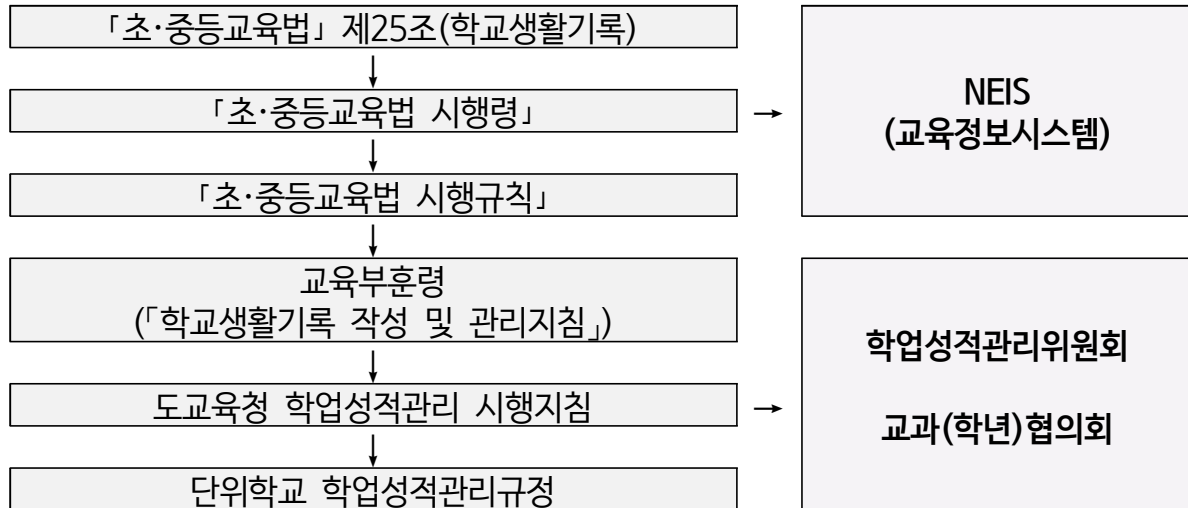 「초·중등교육법」 제25조(학교생활기록)
「초·중등교육법 시행령」
「초·중등교육법 시행규칙」
교육부훈령
(「학교생활기록 작성 및 관리지침」)
도교육청 학업성적관리 시행지침
단위학교 학업성적관리규정
NEIS
(교육정보시스템)
학업성적관리위원회
교과(학년)협의회